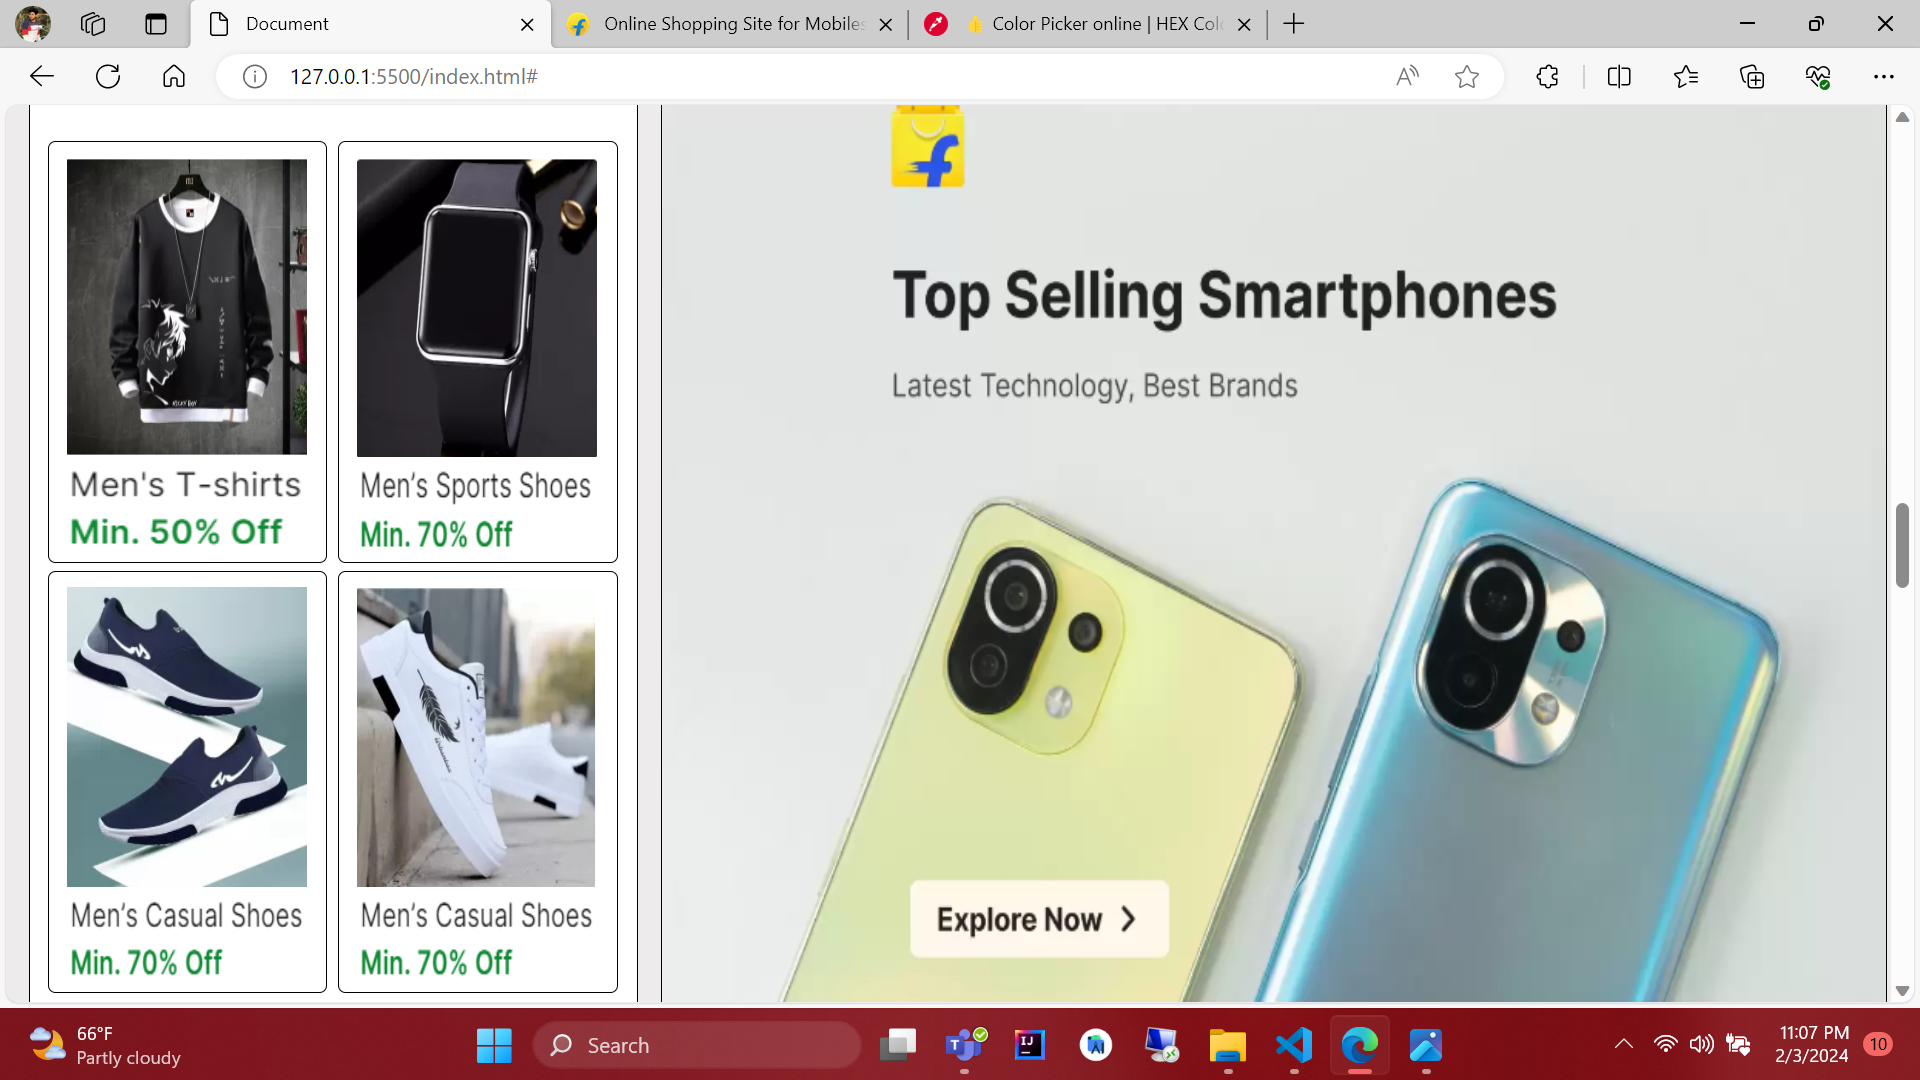 Document
Online Shopping Site for Mobiles
Color Picker online | HEX Colo
127.0.0.1:5500/index.html#
Men's T-shirts
Min. 50% Off
Men’s Sports Shoes
Min. 70% Off
Men’s Casual Shoes
Min. 70% Off
Men’s Casual Shoes
Min. 70% Off
f
Top Selling Smartphones
Latest Technology, Best Brands
Explore Now
66°F
Partly cloudy
Search
11:07 PM
2/3/2024
10